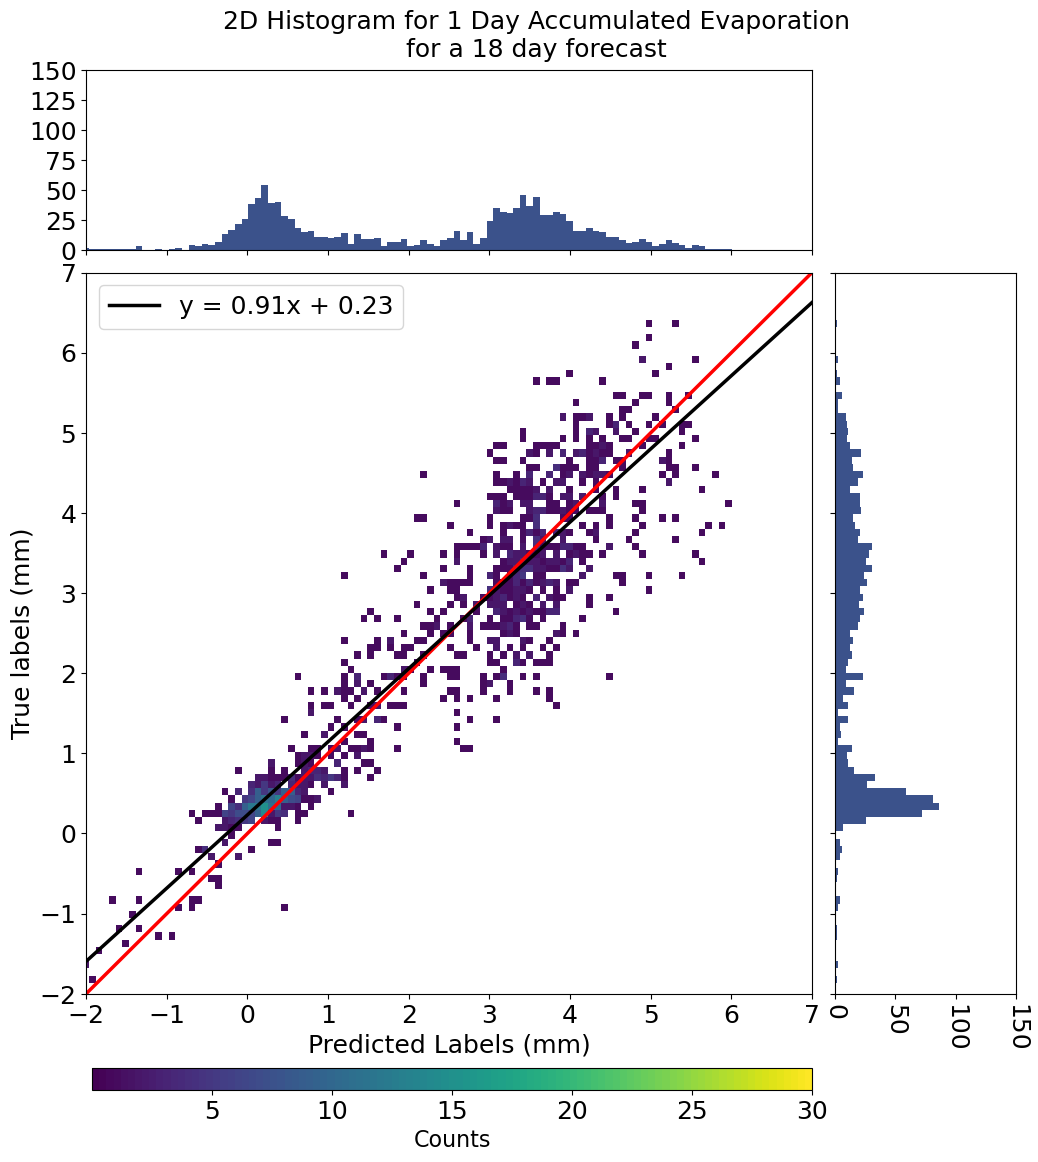 2D Histogram for 1 Day Accumulated Evaporation
for a 18 day forecast
150
125
100
75
50
25
0
7
6
5
4
3
2
1
0
−1
−2
True labels (mm)
y = 0.91x + 0.23
−2 −1 0 1 2 3 4 5 6 7
Predicted Labels (mm)
0 50 100 150
5 10 15 20 25 30
Counts